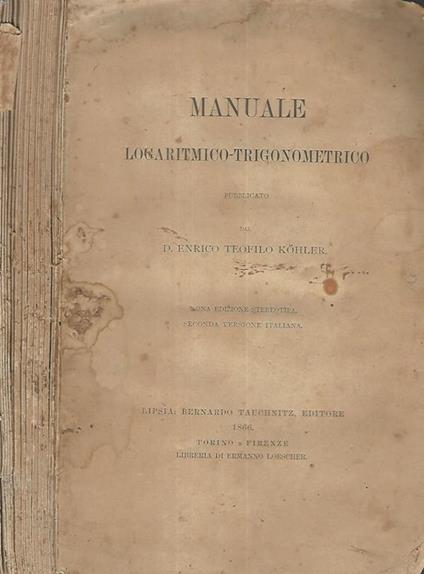 MANUALE
LOGARITMICO-TRIGONOMETRICO
PUBBLICATO
DAL
D. ENRICO TEOFILO KÖHLER.
NONA EDIZIONE STEREOTIPA,
SECONDA VERSIONE ITALIANA.
LIPSIA: BERNARDO TAUCHNITZ, EDITORE
1866.
TORINO E FIRENZE
LIBRERIA DI ERMANNO LOESCHER.